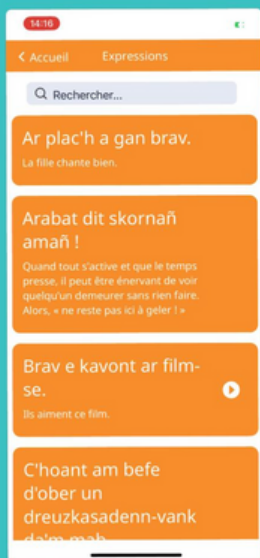 14:16
Accueil
Expressions
Rechercher...
Ar plac'h a gan brav.
La fille chante bien.
Arabat dit skornañ
amañ !
Quand tout s'active et que le temps
presse, il peut être énervant de voir
quelqu'un demeurer sans rien faire.
Alors, « ne reste pas ici à geler ! »
Brav e kavont ar film-
se.
Ils aiment ce film.
C'hoant am befe
d'ober un
dreuzkasadenn-vank
da'm mab